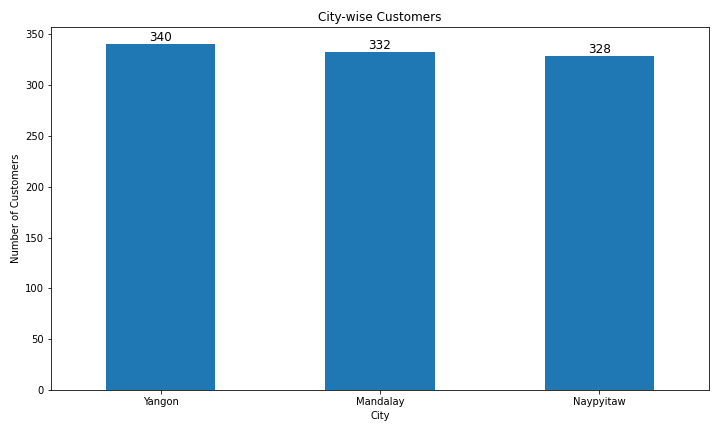 City-wise Customers
340
332
328
350
300
250
200
150
100
50
0
Number of Customers
Yangon
Mandalay
Naypyitaw
City